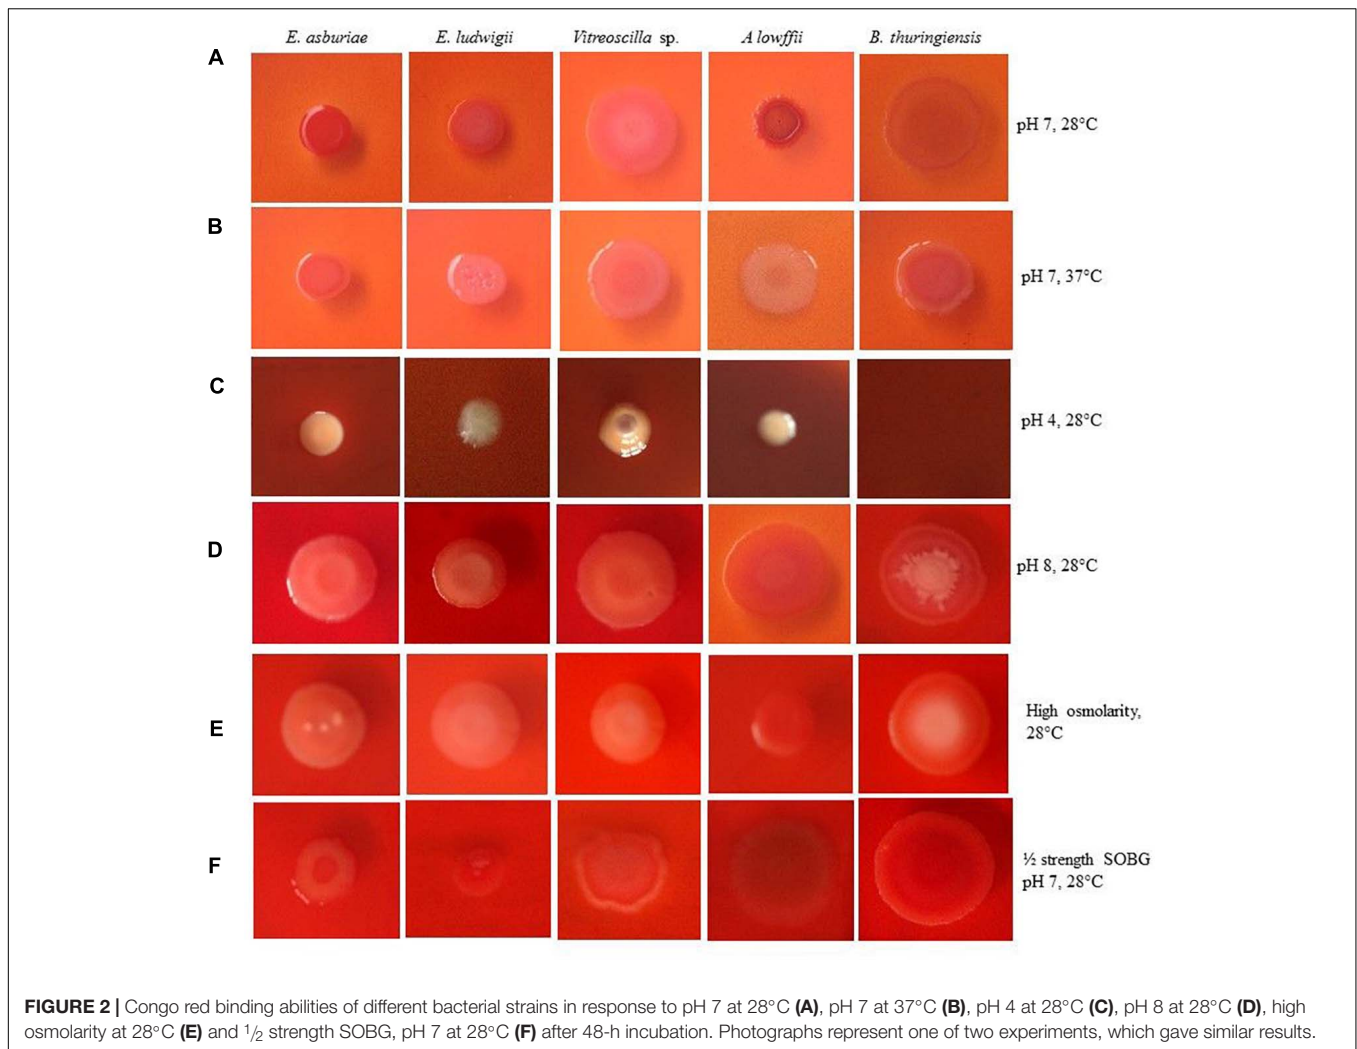 E. asburiae E. ludwigii Vitreoscilla sp. A lowffii B. thuringiensis
A
pH 7, 28°C
B
pH 7, 37°C
C
pH 4, 28°C
D
pH 8, 28°C
E
High osmolarity,
28°C
F
½ strength SOBG
pH 7, 28°C
FIGURE 2 | Congo red binding abilities of different bacterial strains in response to pH 7 at 28°C (A), pH 7 at 37°C (B), pH 4 at 28°C (C), pH 8 at 28°C (D), high
osmolarity at 28°C (E) and 1/2 strength SOBG, pH 7 at 28°C (F) after 48-h incubation. Photographs represent one of two experiments, which gave similar results.